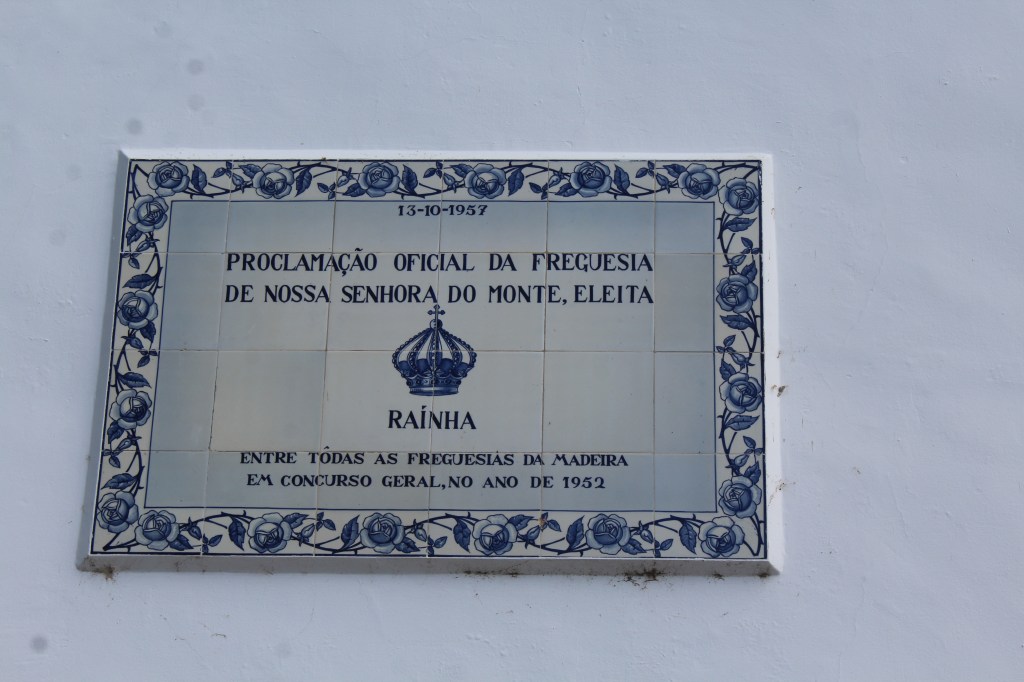 13-10-1957
PROCLAMAÇÃO OFICIAL DA FREGUESIA
DE NOSSA SENHORA DO MONTE, ELEITA
RAÍNHA
ENTRE TÔDAS AS FREGUESIAS DA MADEIRA
EM CONCURSO GERAL, NO ANO DE 1952